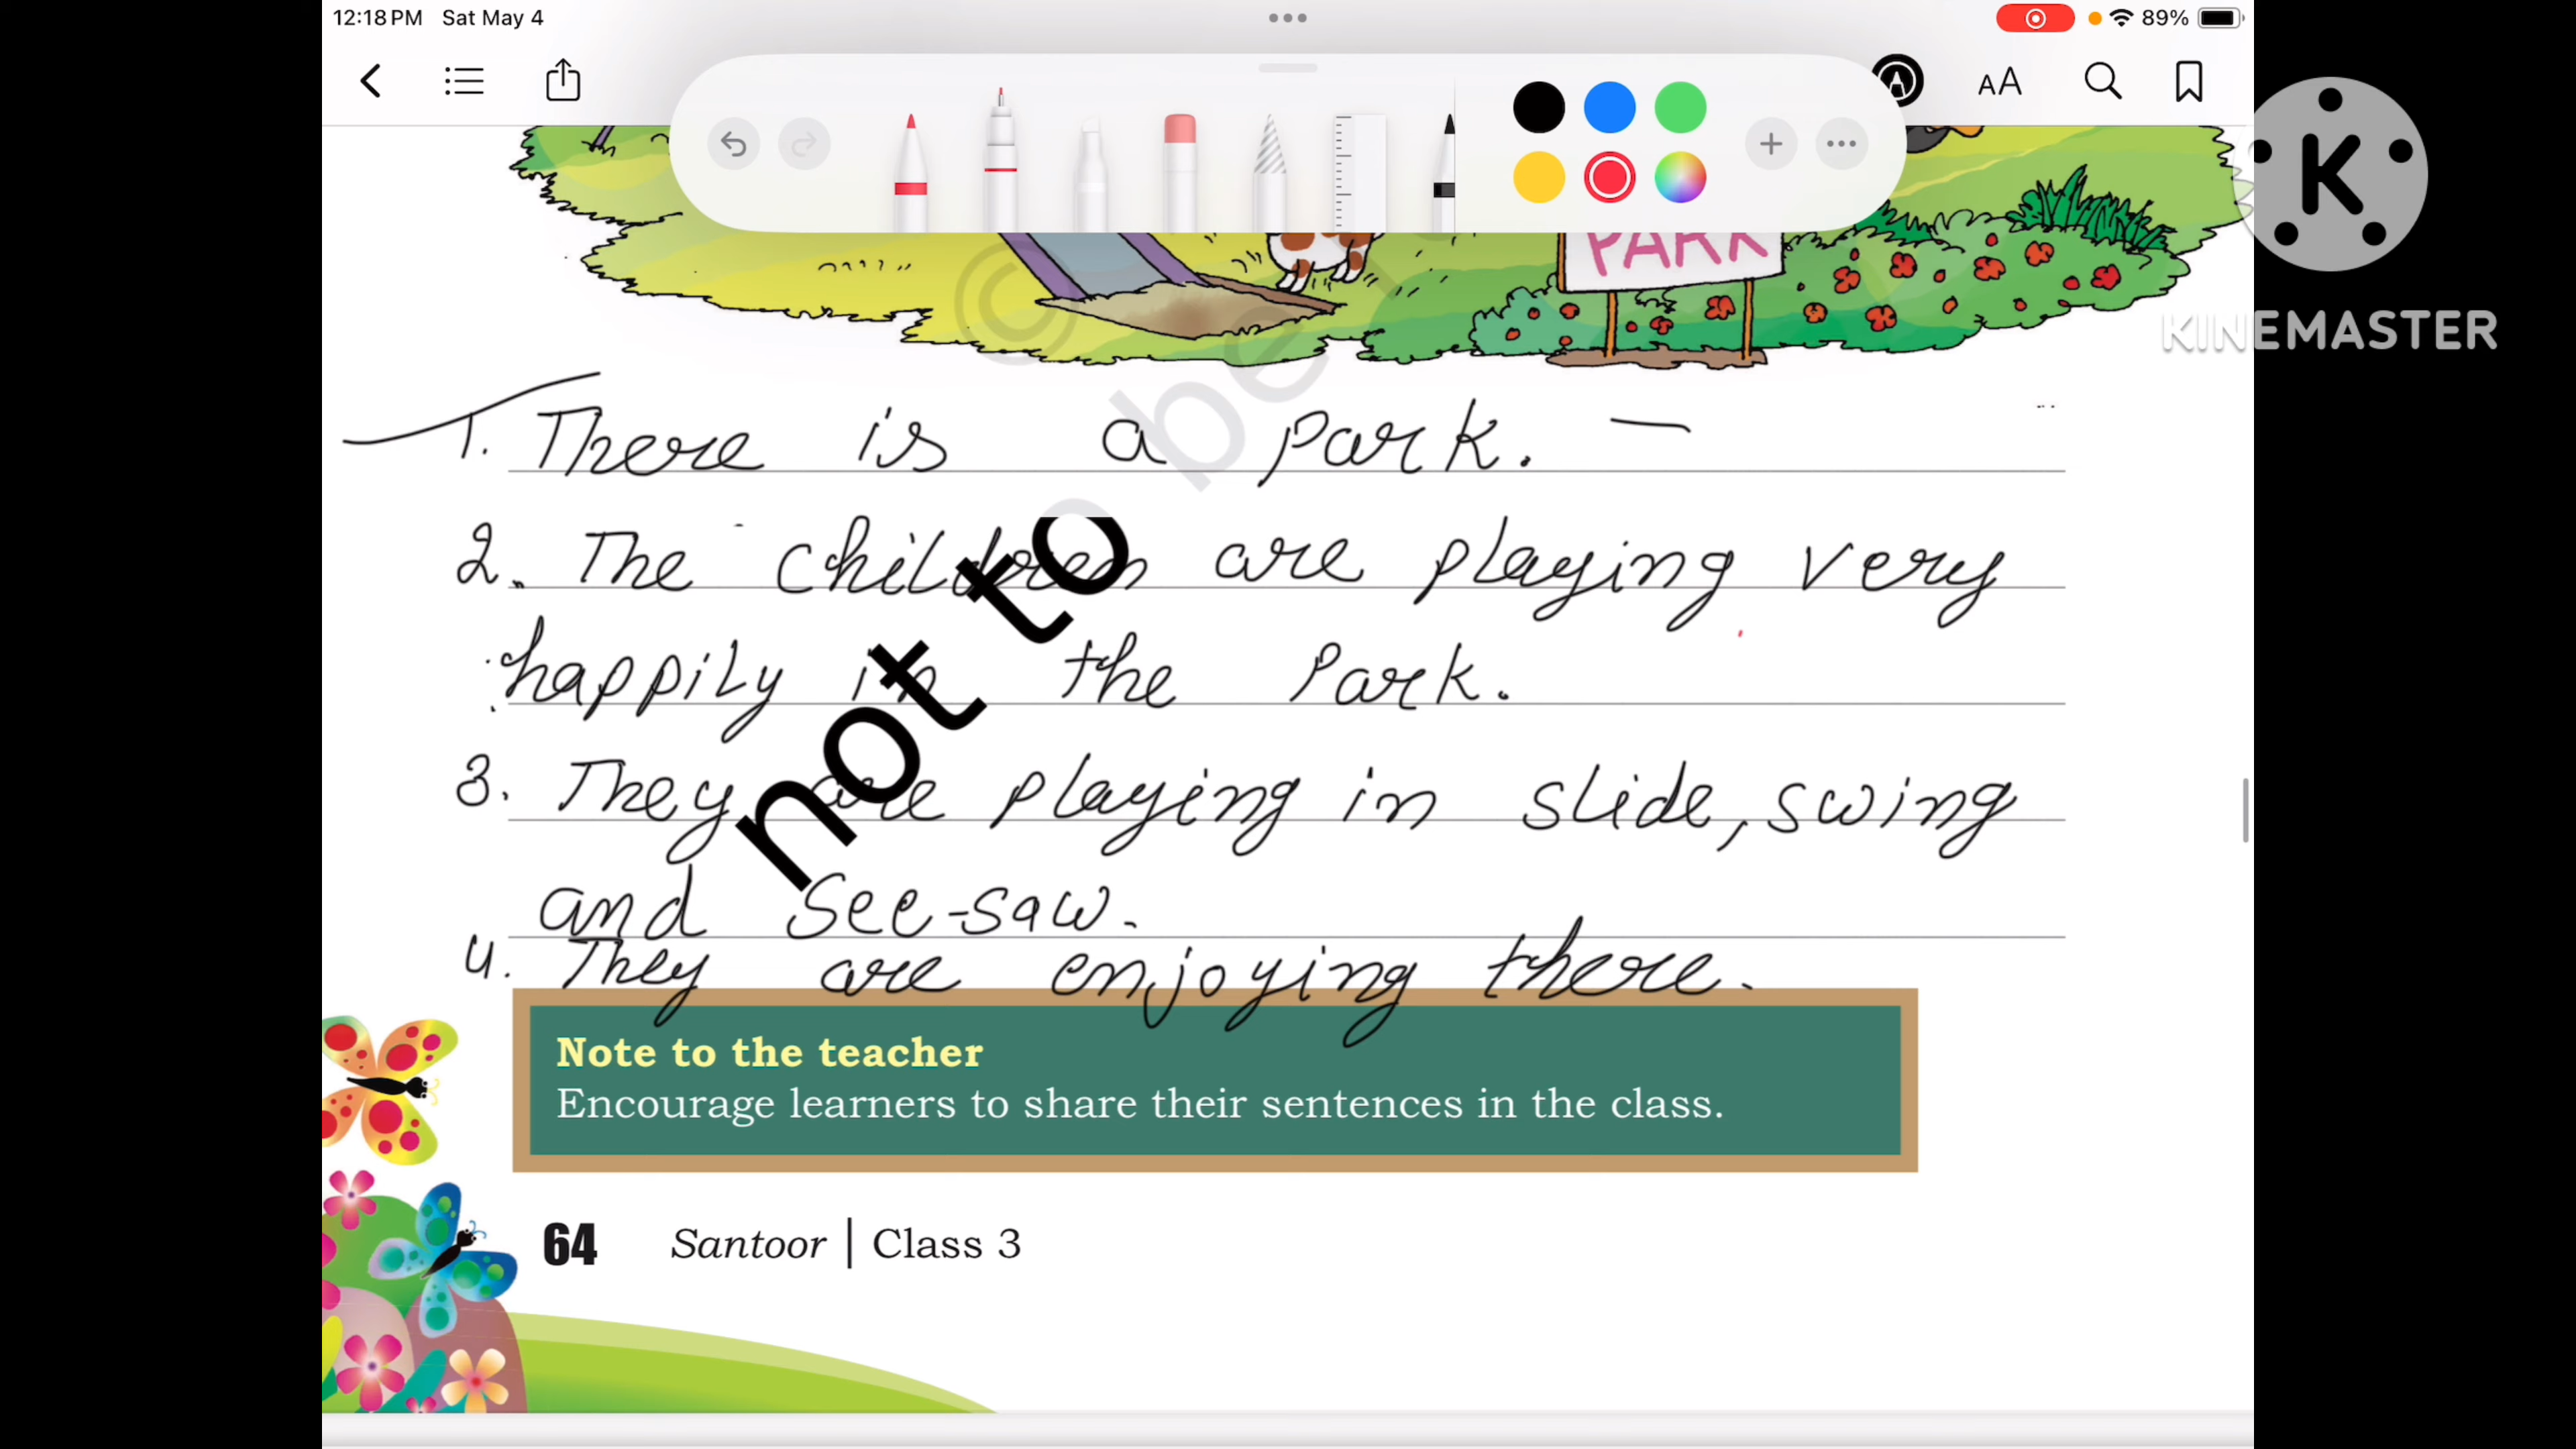 12:18 PM Sat May 4
89%
AA
K
KINEMASTER
PARK
© be
not to
1. There is a park. —
2. The children are playing very
happily in the Park.
3. They are playing in slide, swing
and see-saw.
4. They are enjoying there.
Note to the teacher
Encourage learners to share their sentences in the class.
64 Santoor | Class 3